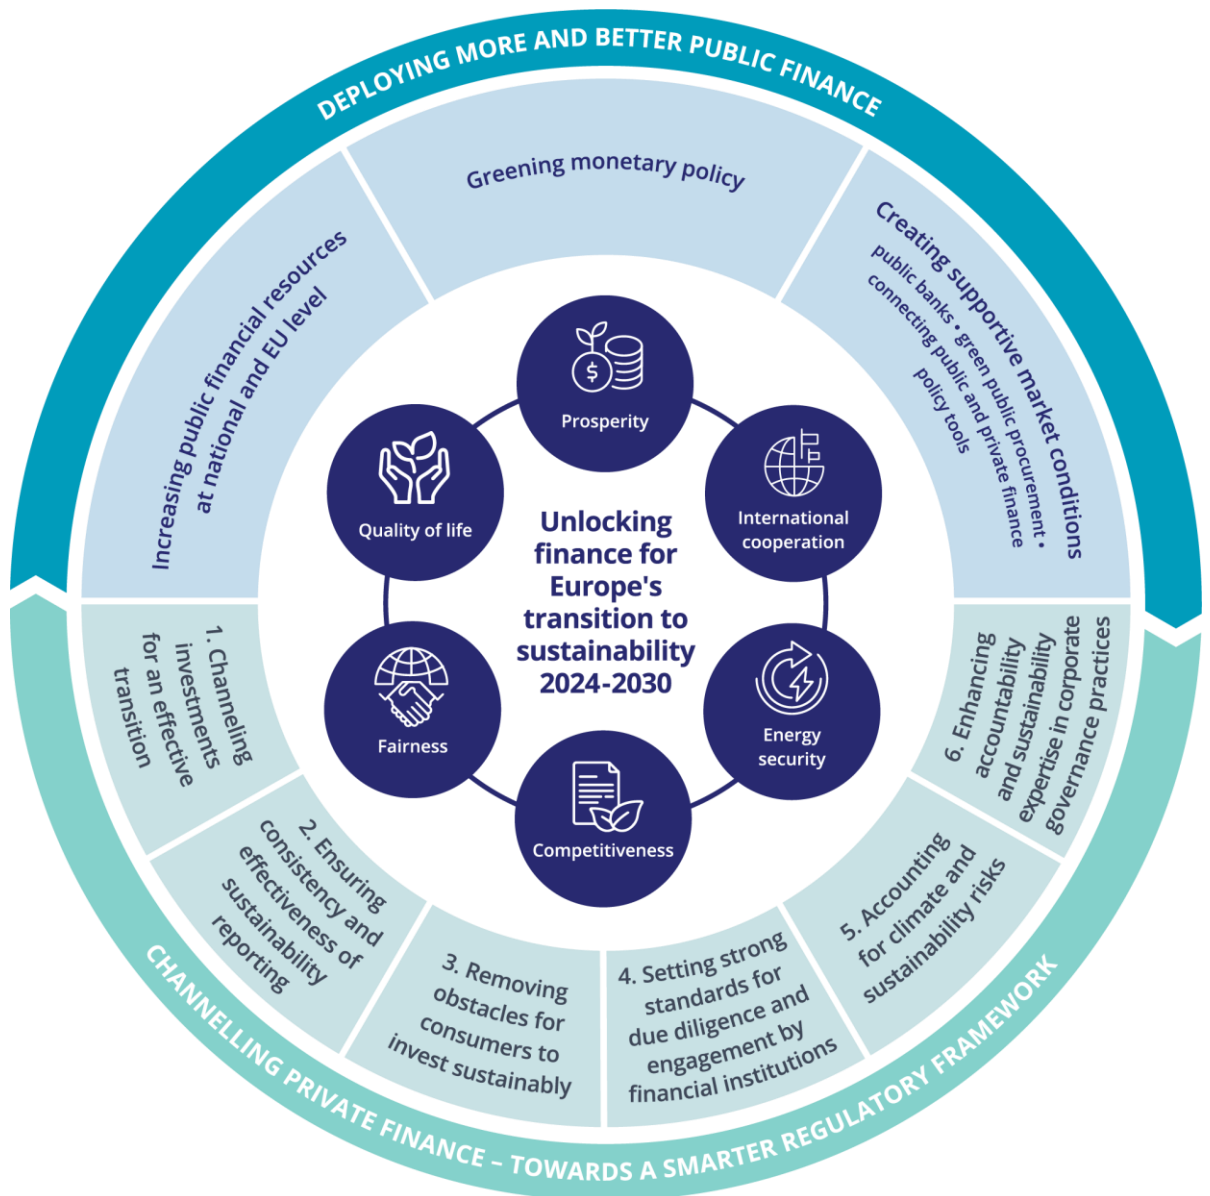 DEPLOYING MORE AND BETTER PUBLIC FINANCE
Increasing public financial resources
at national and EU level
Greening monetary policy
Creating supportive market conditions
public banks • green public procurement •
connecting public and private finance
policy tools
Prosperity
International
cooperation
Energy
security
Competitiveness
Fairness
Quality of life
$
Unlocking
finance for
Europe's
transition to
sustainability
2024-2030
1. Channeling
investments
for an effective
transition
2. Ensuring
consistency and
effectiveness of
sustainability
reporting
3. Removing
obstacles for
consumers to
invest sustainably
4. Setting strong
standards for
due diligence and
engagement by
financial institutions
5. Accounting
for climate and
sustainability risks
6. Enhancing
accountability
and sustainability
expertise in corporate
governance practices
CHANNELLING PRIVATE FINANCE – TOWARDS A SMARTER REGULATORY FRAMEWORK